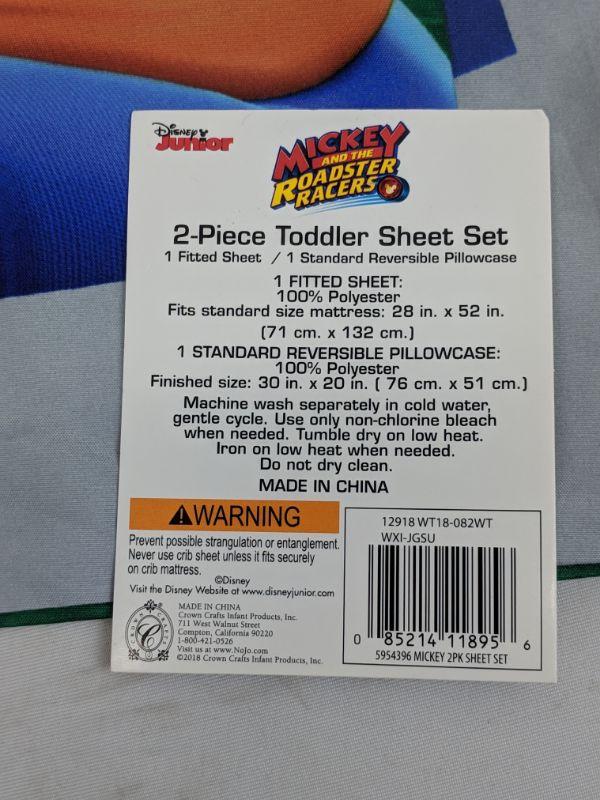 Disney
Junior
MICKEY
AND THE
ROADSTER
RACERS
2-Piece Toddler Sheet Set
1 Fitted Sheet / 1 Standard Reversible Pillowcase
1 FITTED SHEET:
100% Polyester
Fits standard size mattress: 28 in. x 52 in.
(71 cm. x 132 cm.)
1 STANDARD REVERSIBLE PILLOWCASE:
100% Polyester
Finished size: 30 in. x 20 in. ( 76 cm. x 51 cm.)
Machine wash separately in cold water,
gentle cycle. Use only non-chlorine bleach
when needed. Tumble dry on low heat.
Iron on low heat when needed.
Do not dry clean.
MADE IN CHINA
WARNING
Prevent possible strangulation or entanglement.
Never use crib sheet unless it fits securely
on crib mattress.
©Disney
Visit the Disney Website at www.disneyjunior.com
CROWN CRAFTS
C
MADE IN CHINA
Crown Crafts Infant Products, Inc.
711 West Walnut Street
Compton, California 90220
1-800-421-0526
Visit us at www.NoJo.com
©2018 Crown Crafts Infant Products, Inc.
12918 WT18-082WT
WXI-JGSU
0 85214 11895 6
5954396 MICKEY 2PK SHEET SET